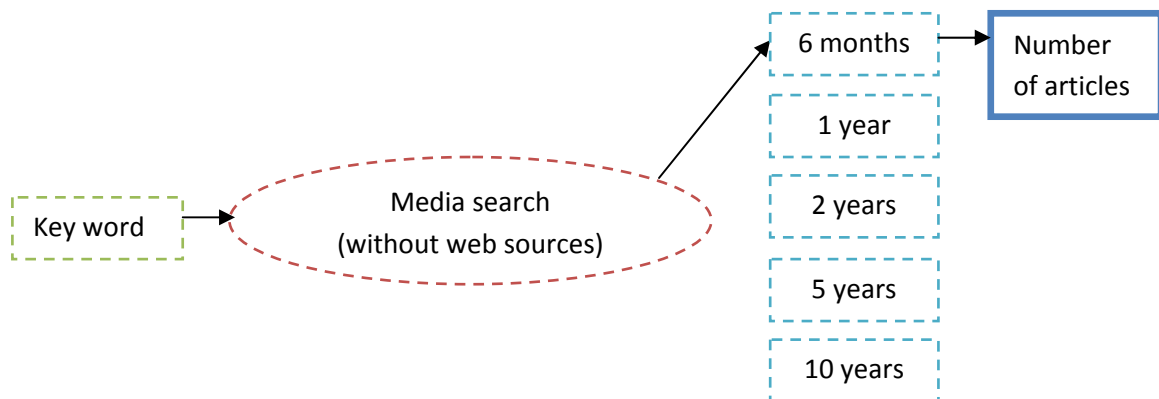 Key word
Media search
(without web sources)
6 months
1 year
2 years
5 years
10 years
Number
of articles